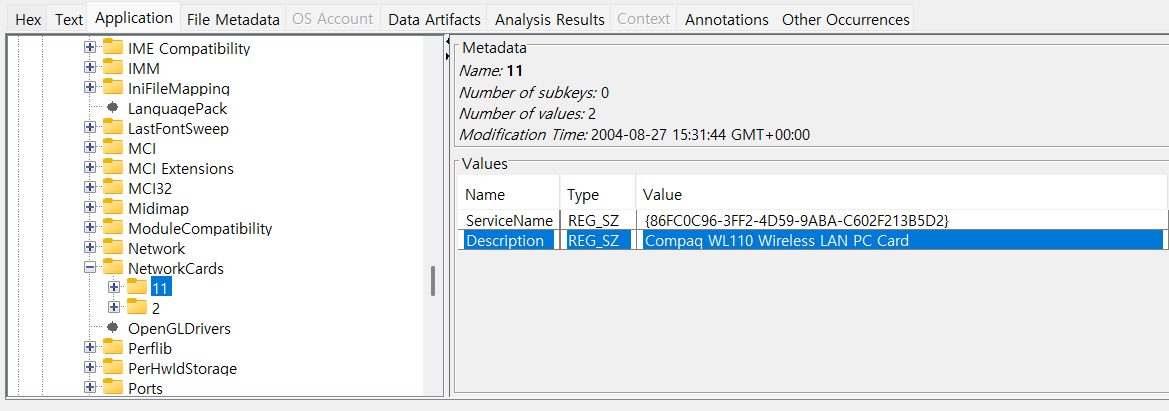 Hex Text Application File Metadata OS Account Data Artifacts Analysis Results Context Annotations Other Occurrences
IME Compatibility
IMM
IniFileMapping
LanguagePack
LastFontSweep
MCI
MCI Extensions
MCI32
Midimap
ModuleCompatibility
Network
NetworkCards
11
2
OpenGLDrivers
Perflib
PerHwIdStorage
Ports
Metadata
Name: 11
Number of subkeys: 0
Number of values: 2
Modification Time: 2004-08-27 15:31:44 GMT+00:00
Values
Name Type Value
ServiceName REG_SZ {86FC0C96-3FF2-4D59-9ABA-C602F213B5D2}
Description REG_SZ Compaq WL110 Wireless LAN PC Card